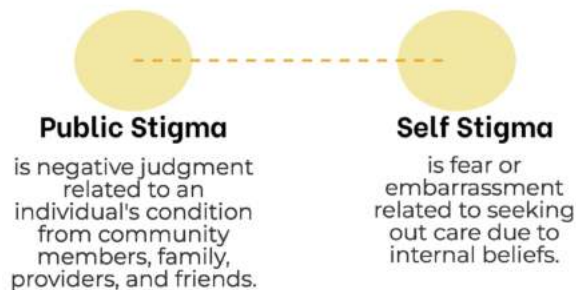 Public Stigma
is negative judgment
related to an
individual's condition
from community
members, family,
providers, and friends.
Self Stigma
is fear or
embarrassment
related to seeking
out care due to
internal beliefs.